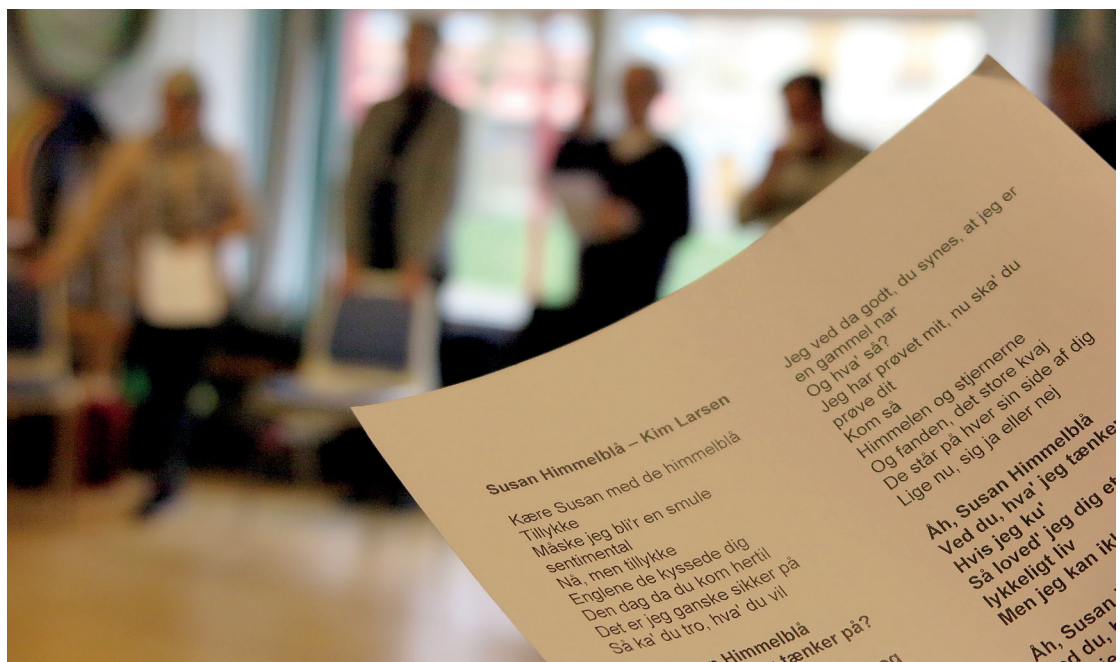 Susan Himmelblå – Kim Larsen
Kære Susan med de himmelblå
Tillykke
Måske jeg bli'r en smule
sentimental
Nå, men tillykke
Englene de kyssede dig
Den dag da du kom hertil
Det er jeg ganske sikker på
Så ka' du tro, hva' du vil
Himmelblå
tænker på?
Jeg ved da godt, du synes, at jeg er
en gammel nar
Og hva' så?
Jeg har prøvet mit, nu ska' du
prøve dit
Kom så
Himmelen og stjernerne
Og fanden, det store kvaj
De står på hver sin side af dig
Lige nu, sig ja eller nej
Åh, Susan Himmelblå
Ved du, hva' jeg tænker
Hvis jeg ku'
Så loved' jeg dig et
lykkeligt liv
Men jeg kan
Åh, Susan
du,